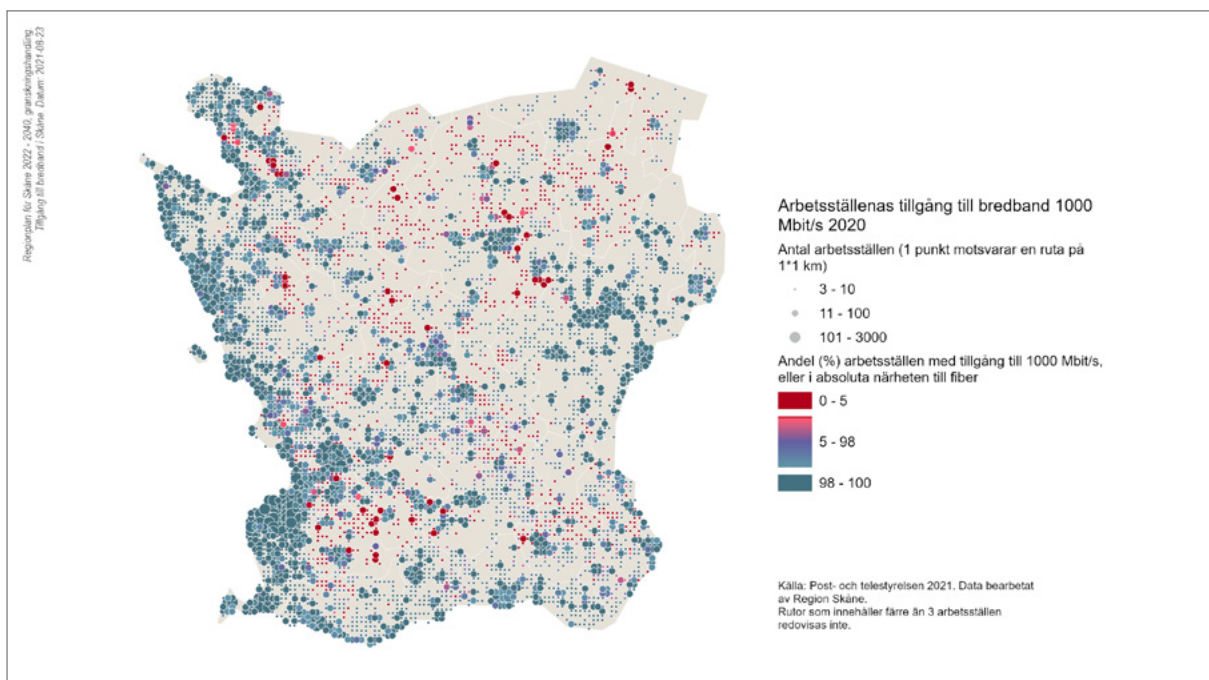 Regionplan för Skåne 2022 - 2040, granskningshandling.
Tillgång till bredband i Skåne. Datum: 2021-08-23
Arbetsställenas tillgång till bredband 1000
Mbit/s 2020
Antal arbetsställen (1 punkt motsvarar en ruta på
1*1 km)
3 - 10
11 - 100
101 - 3000
Andel (%) arbetsställen med tillgång till 1000 Mbit/s,
eller i absoluta närheten till fiber
0 - 5
5 - 98
98 - 100
Källa: Post- och telestyrelsen 2021. Data bearbetat
av Region Skåne.
Rutor som innehåller färre än 3 arbetsställen
redovisas inte.